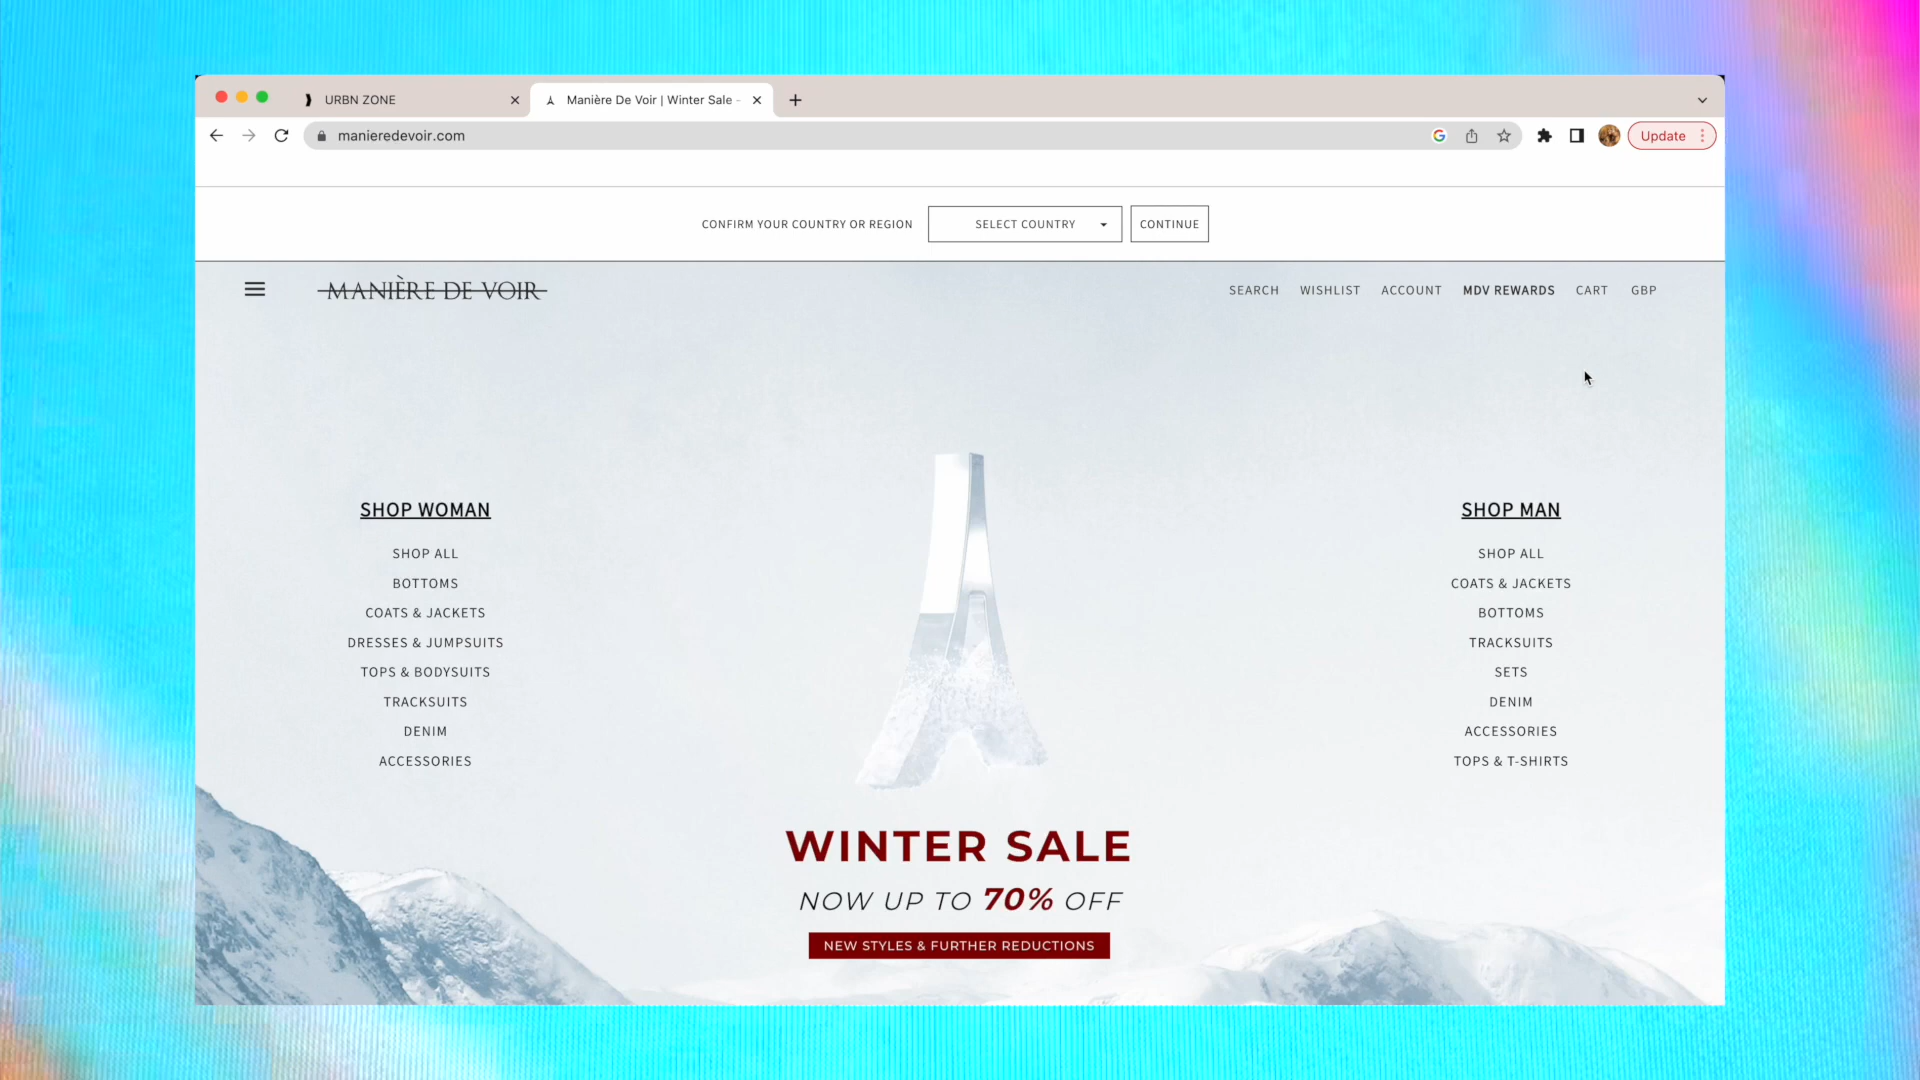 URBN ZONE
Manière De Voir | Winter Sale -
manieredevoir.com
Update
CONFIRM YOUR COUNTRY OR REGION
SELECT COUNTRY
CONTINUE
MANIÈRE DE VOIR
SEARCH
WISHLIST
ACCOUNT
MDV REWARDS
CART
GBP
SHOP WOMAN
SHOP ALL
BOTTOMS
COATS & JACKETS
DRESSES & JUMPSUITS
TOPS & BODYSUITS
TRACKSUITS
DENIM
ACCESSORIES
SHOP MAN
SHOP ALL
COATS & JACKETS
BOTTOMS
TRACKSUITS
SETS
DENIM
ACCESSORIES
TOPS & T-SHIRTS
WINTER SALE
NOW UP TO 70% OFF
NEW STYLES & FURTHER REDUCTIONS